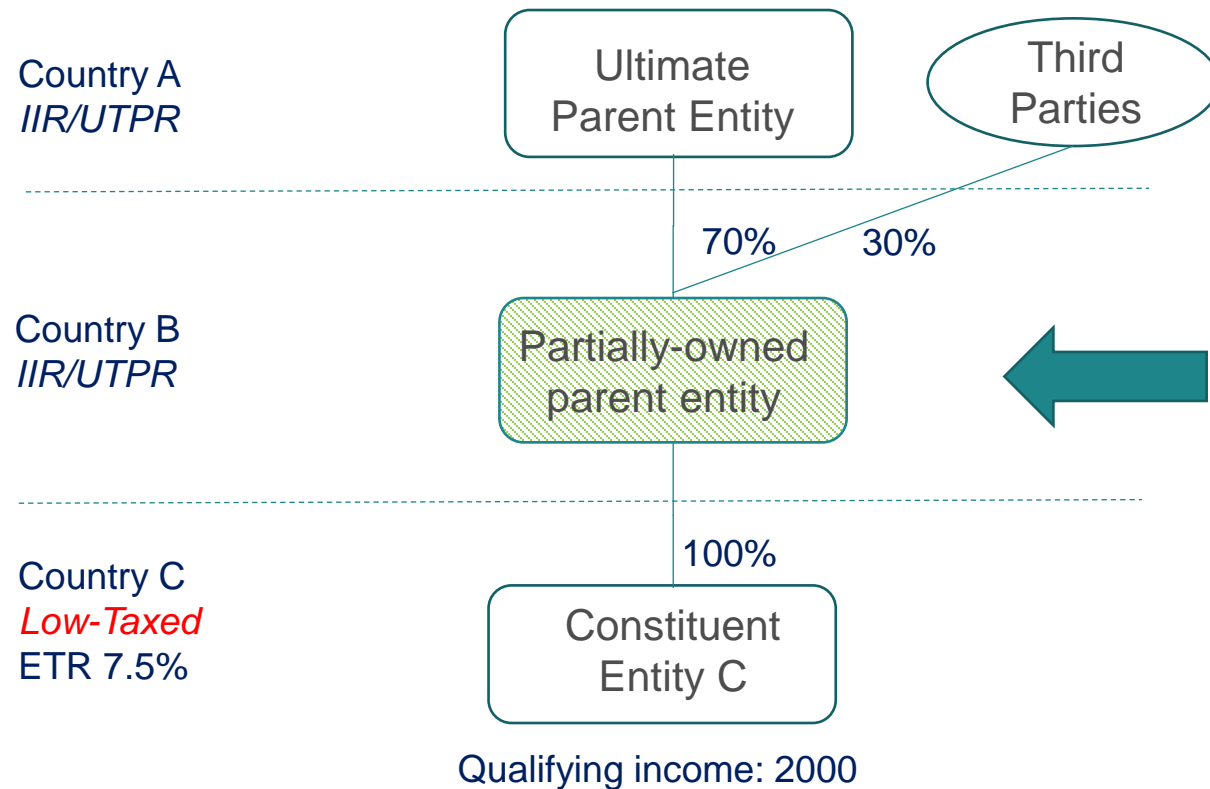 Country A
IIR/UTPR
Ultimate
Parent Entity
Third
Parties
70%
30%
Country B
IIR/UTPR
Partially-owned
parent entity
100%
Country C
Low-Taxed
ETR 7.5%
Constituent
Entity C
Qualifying income: 2000